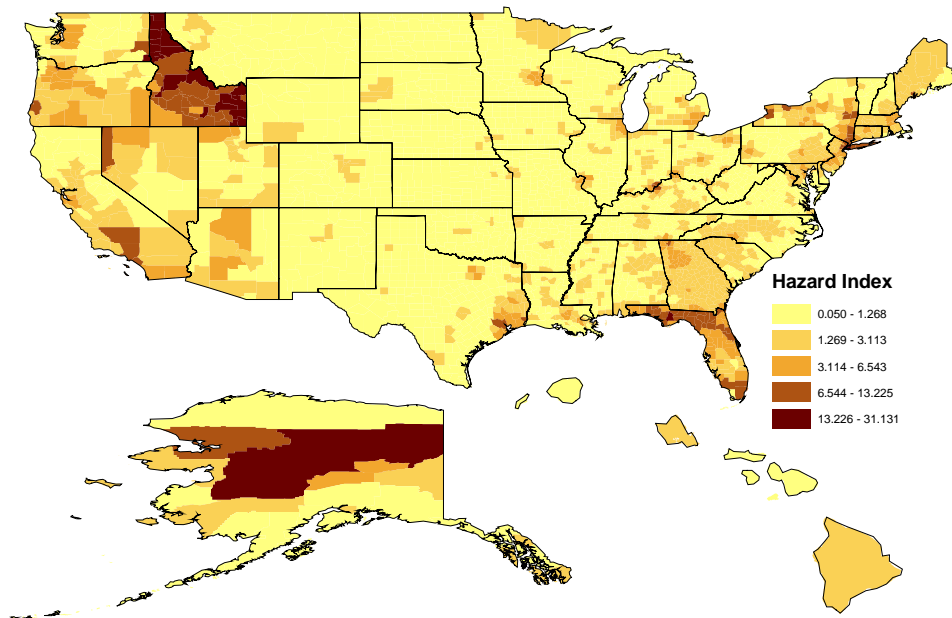 Hazard Index
0.050 - 1.268
1.269 - 3.113
3.114 - 6.543
6.544 - 13.225
13.226 - 31.131